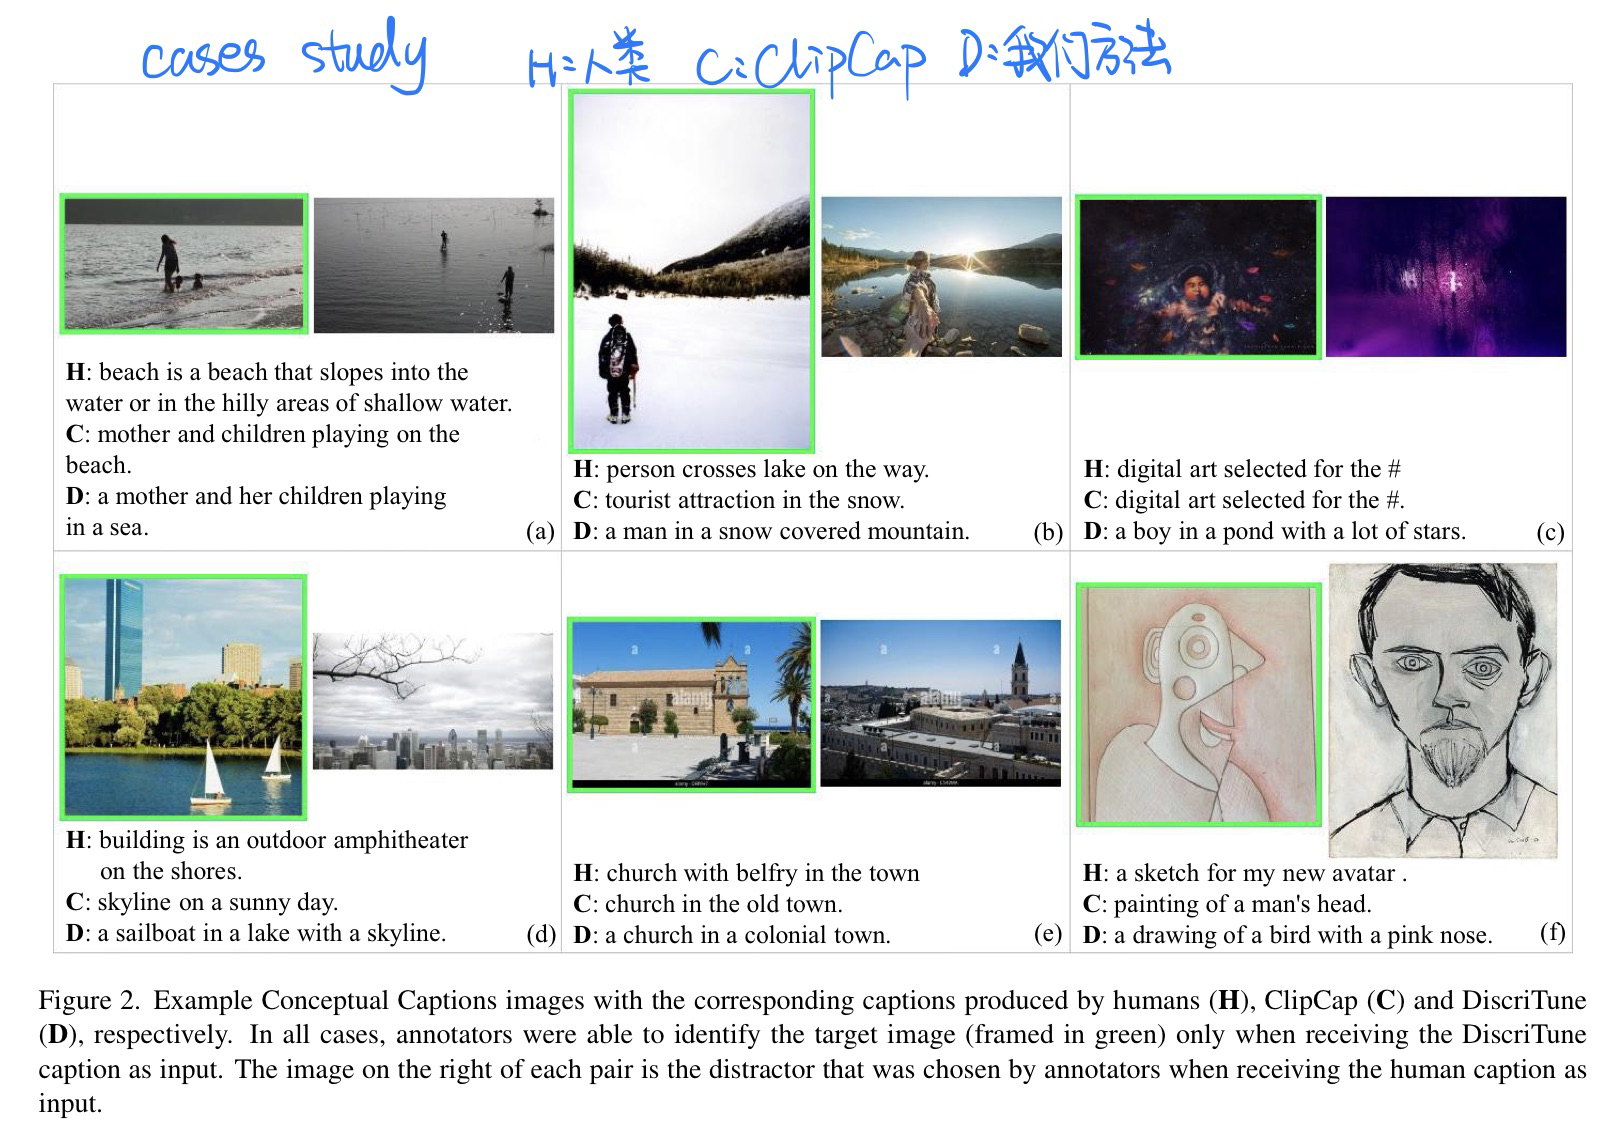 cases study H:人类 C:ClipCap D:我们方法
H: beach is a beach that slopes into the
water or in the hilly areas of shallow water.
C: mother and children playing on the
beach.
D: a mother and her children playing
in a sea.
(a)
H: person crosses lake on the way.
C: tourist attraction in the snow.
D: a man in a snow covered mountain.
(b)
H: digital art selected for the #
C: digital art selected for the #.
D: a boy in a pond with a lot of stars.
(c)
H: building is an outdoor amphitheater
on the shores.
C: skyline on a sunny day.
D: a sailboat in a lake with a skyline.
(d)
a a
alamy
a
a a
alamy
a a
H: church with belfry in the town
C: church in the old town.
D: a church in a colonial town.
(e)
H: a sketch for my new avatar .
C: painting of a man's head.
D: a drawing of a bird with a pink nose.
(f)
Figure 2. Example Conceptual Captions images with the corresponding captions produced by humans (H), ClipCap (C) and DiscriTune
(D), respectively. In all cases, annotators were able to identify the target image (framed in green) only when receiving the DiscriTune
caption as input. The image on the right of each pair is the distractor that was chosen by annotators when receiving the human caption as
input.